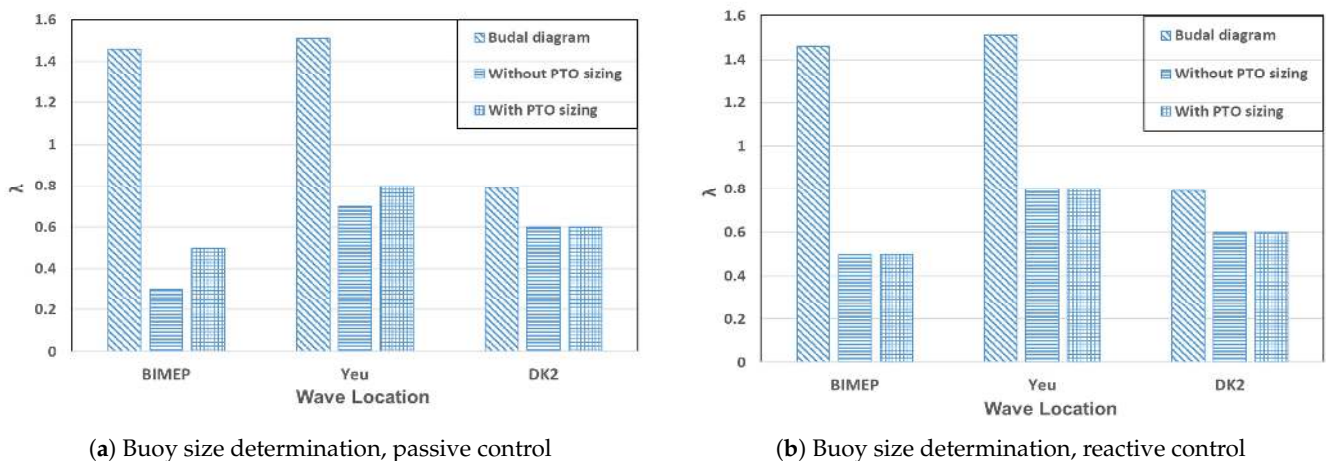 1.6
1.4
1.2
1
0.8
0.6
0.4
0.2
0
λ
Budal diagram
Without PTO sizing
With PTO sizing
BIMEP Yeu DK2
Wave Location
(a) Buoy size determination, passive control
1.6
1.4
1.2
1
0.8
0.6
0.4
0.2
0
λ
Budal diagram
Without PTO sizing
With PTO sizing
BIMEP Yeu DK2
Wave Location
(b) Buoy size determination, reactive control